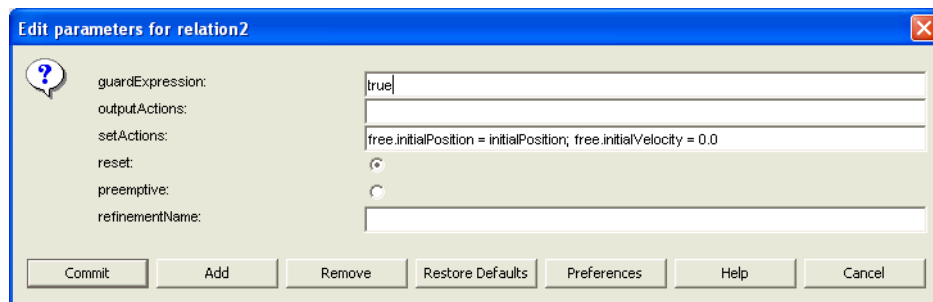 Edit parameters for relation2
?
guardExpression: true
outputActions:
setActions: free.initialPosition = initialPosition; free.initialVelocity = 0.0
reset:
preemptive:
refinementName:
Commit Add Remove Restore Defaults Preferences Help Cancel